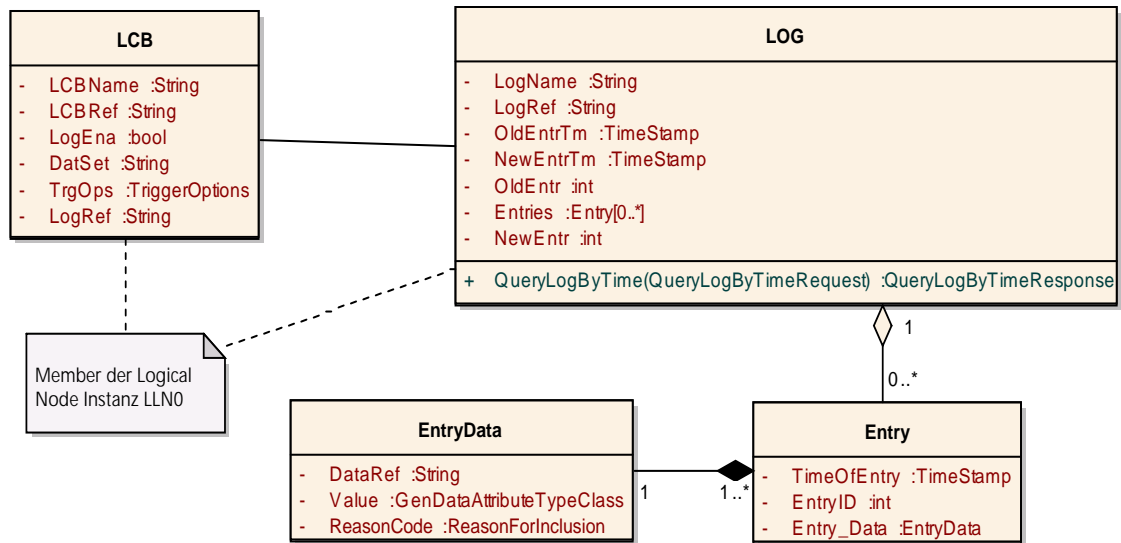 LCB
- LCBName :String
- LCBRef :String
- LogEna :bool
- DatSet :String
- TrgOps :TriggerOptions
- LogRef :String
LOG
- LogName :String
- LogRef :String
- OldEntrTm :TimeStamp
- NewEntrTm :TimeStamp
- OldEntr :int
- Entries :Entry[0..*]
- NewEntr :int
+ QueryLogByTime(QueryLogByTimeRequest) :QueryLogByTimeResponse
1
0..*
Member der Logical
Node Instanz LLN0
EntryData
- DataRef :String
- Value :GenDataAttributeTypeClass
- ReasonCode :ReasonForInclusion
1
1..*
Entry
- TimeOfEntry :TimeStamp
- EntryID :int
- Entry_Data :EntryData